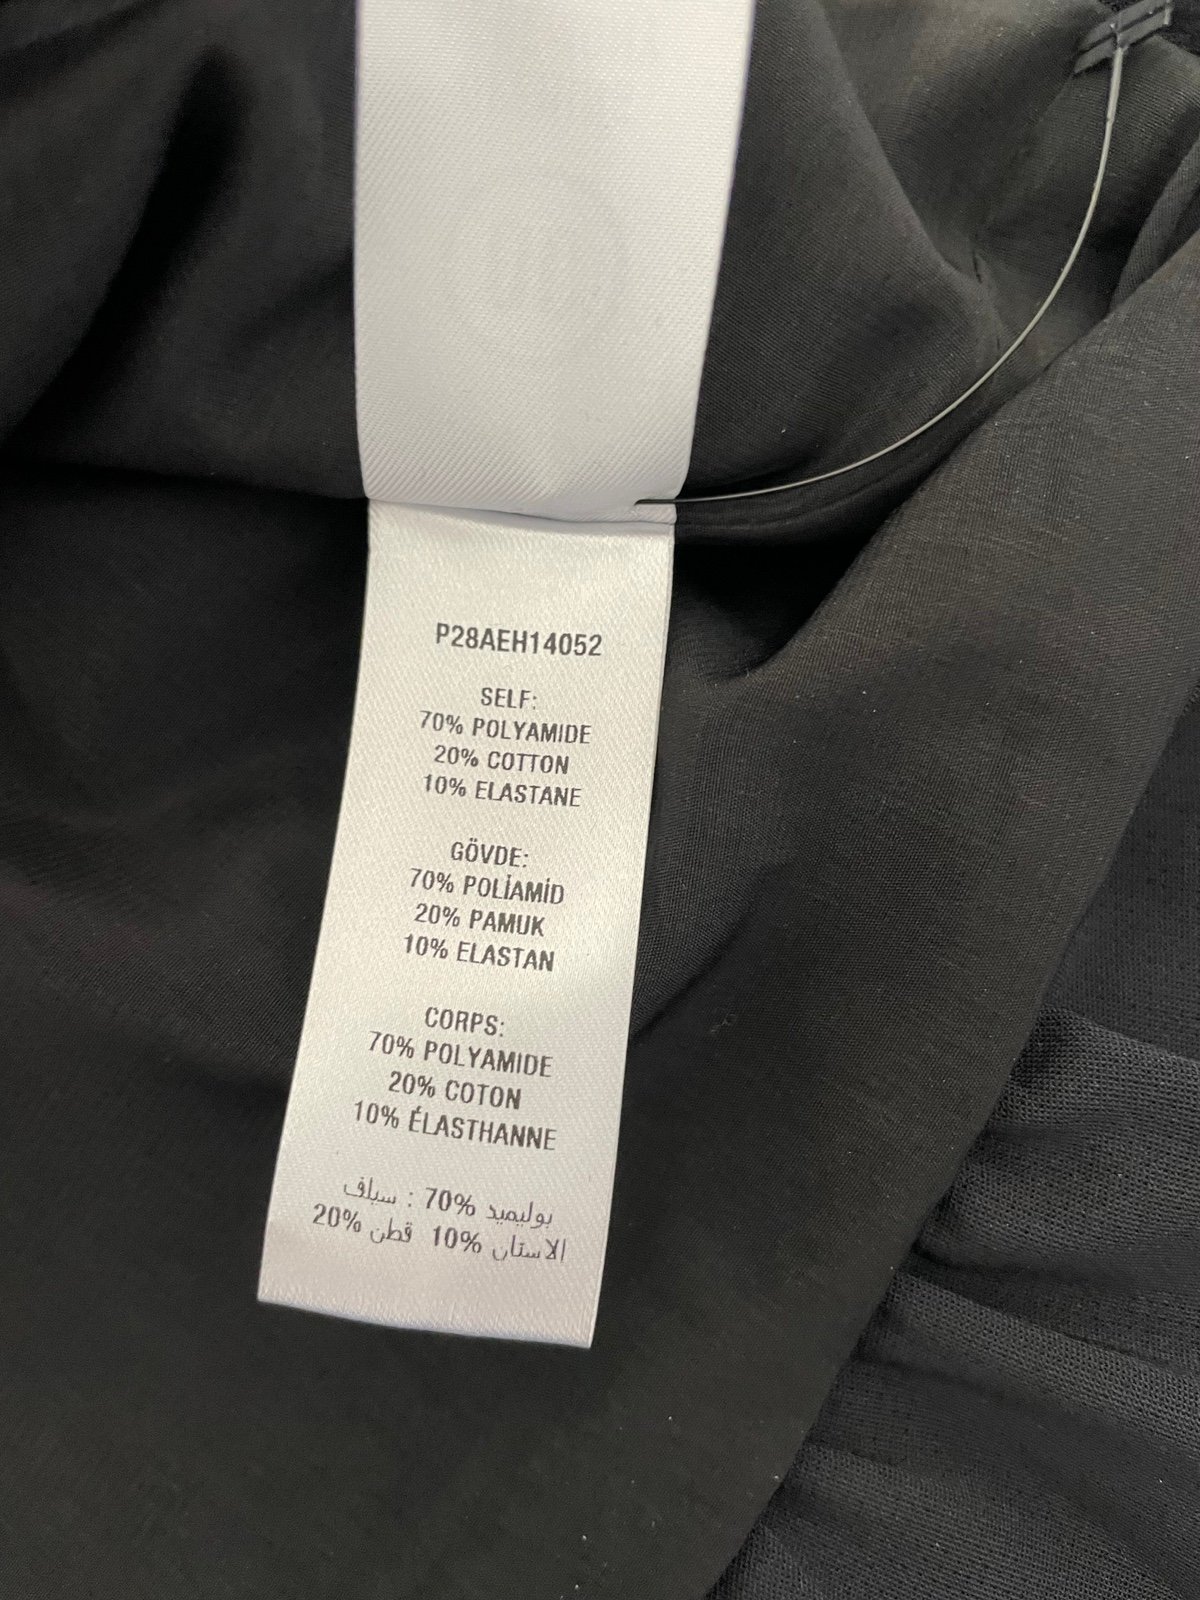 P28AEH14052
SELF:
70% POLYAMIDE
20% COTTON
10% ELASTANE
GÖVDE:
70% POLİAMİD
20% PAMUK
10% ELASTAN
CORPS:
70% POLYAMIDE
20% COTON
10% ÉLASTHANNE
بوليميد 70% : سيلف
الاستان 10% قطن 20%